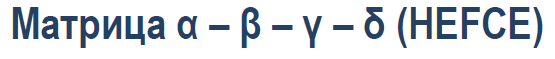 Матрица α – β – γ – δ (HEFCE)